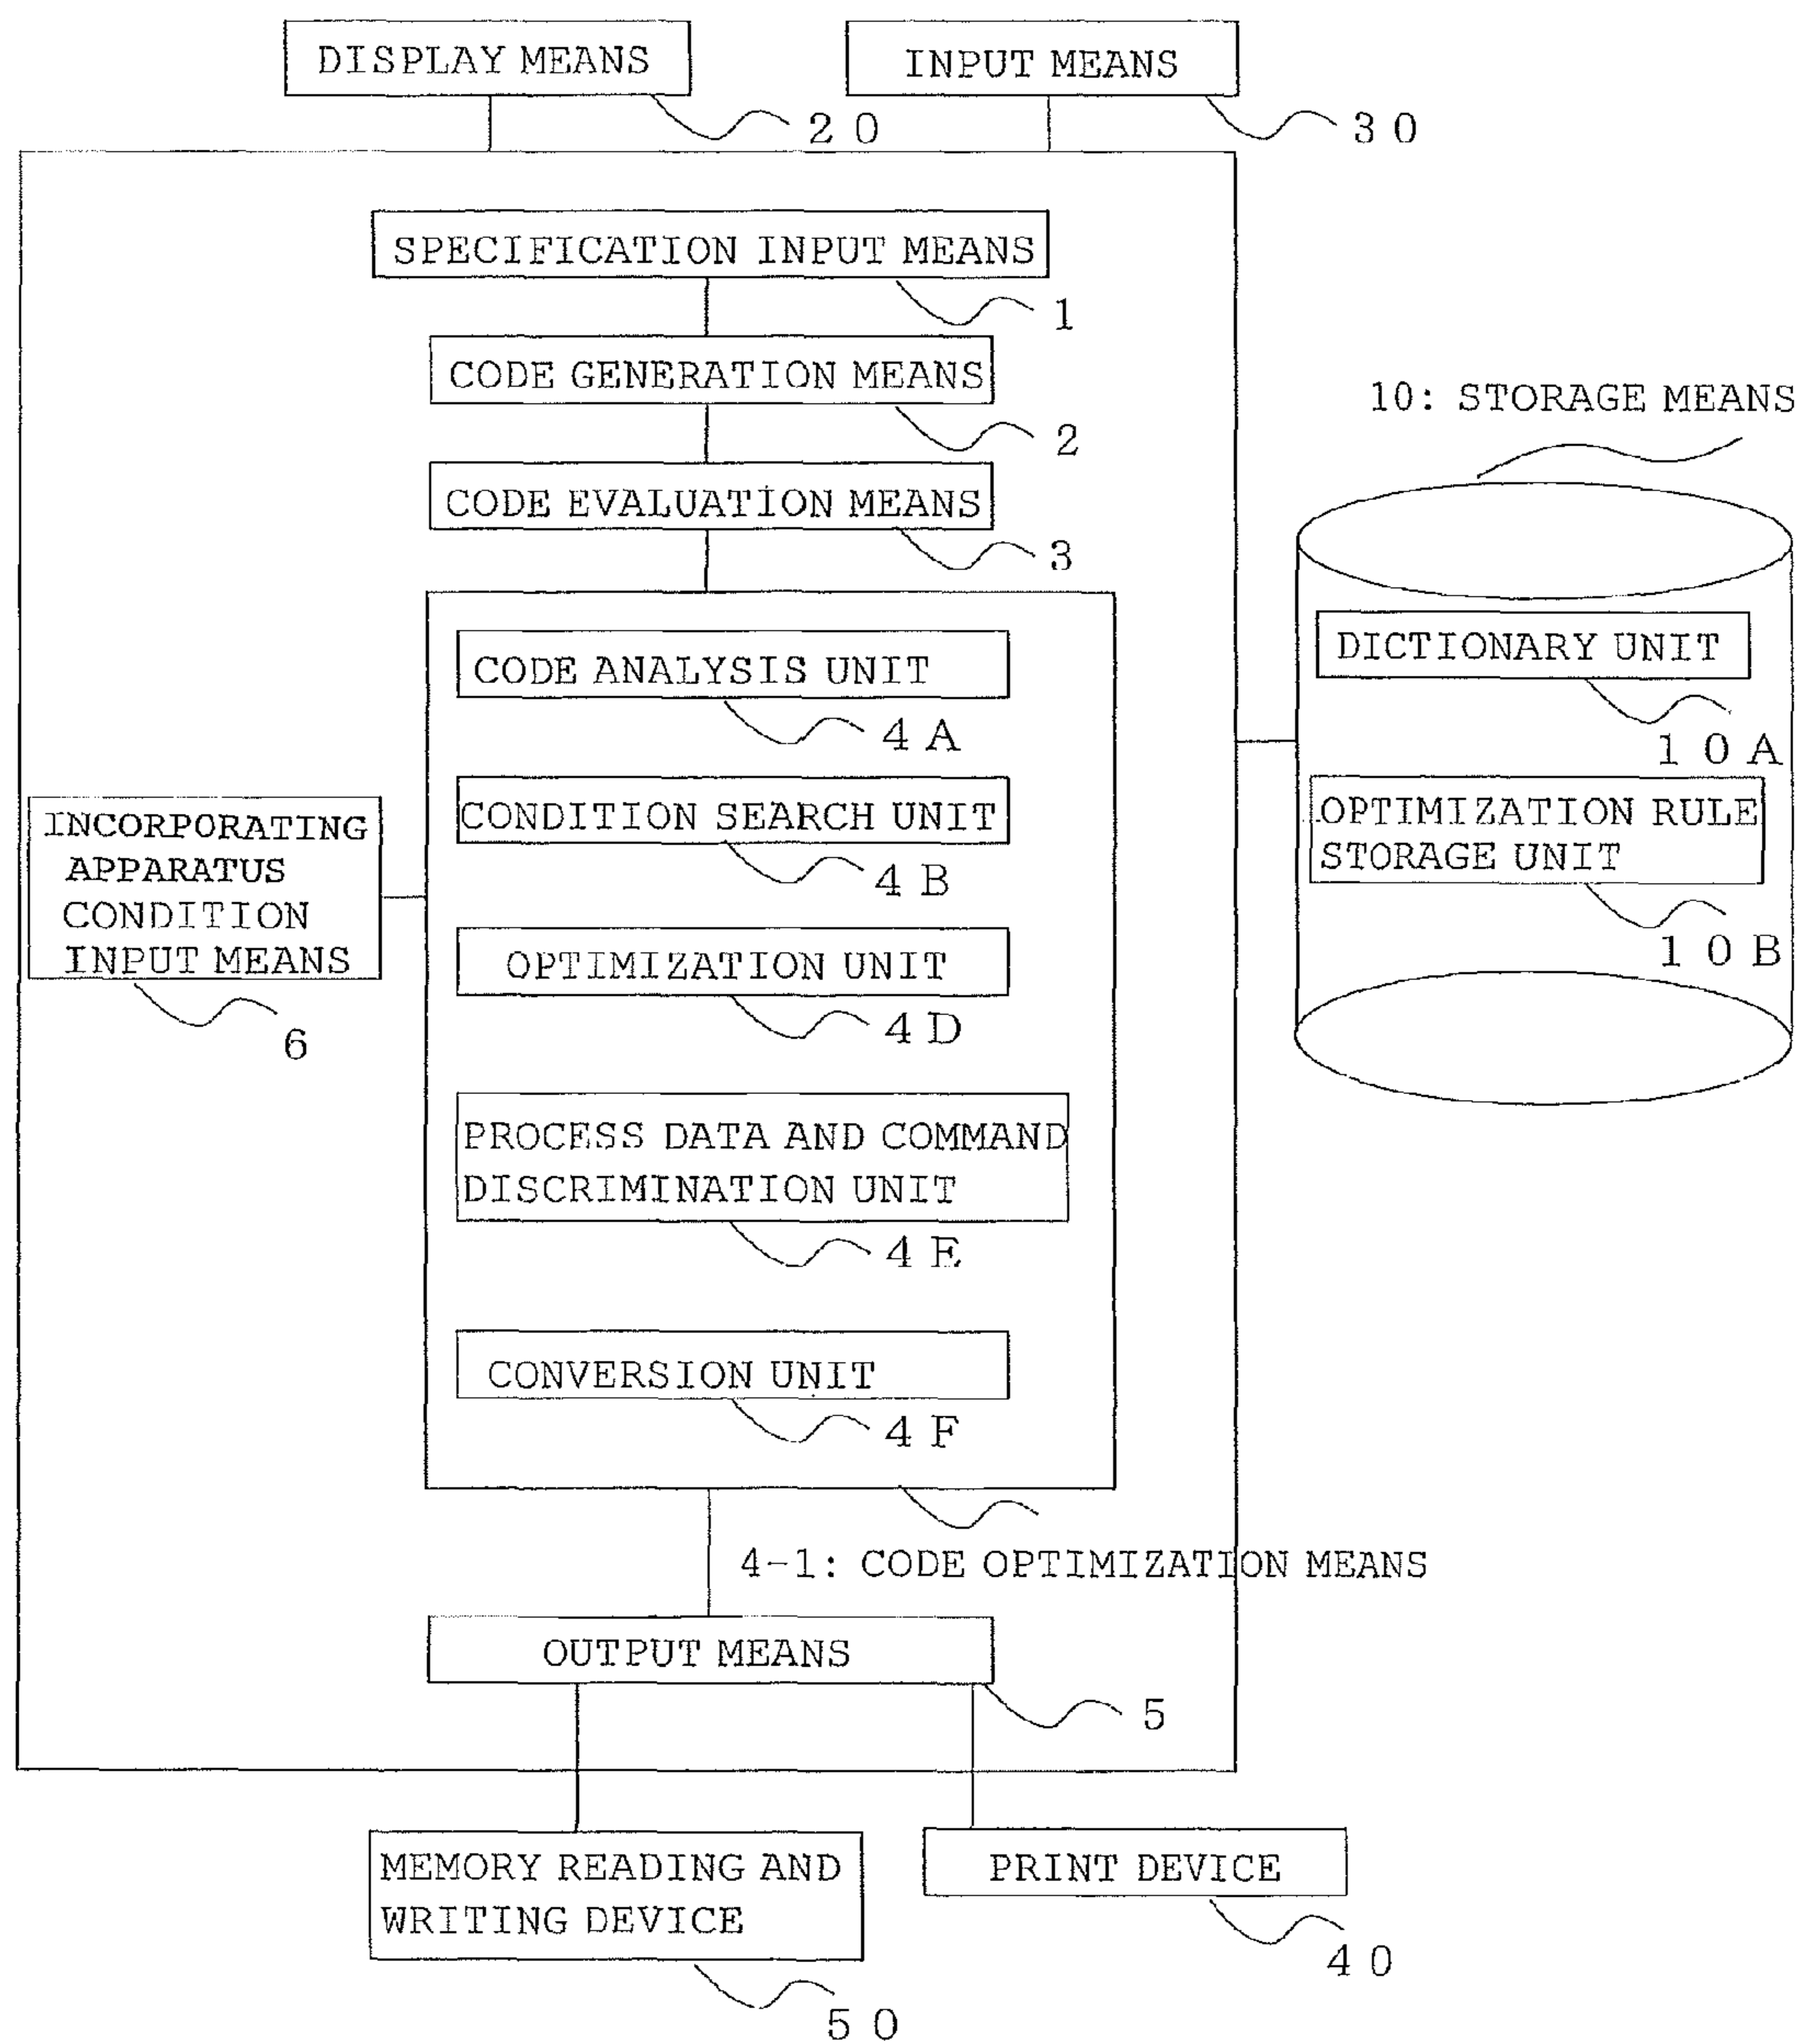 DISPLAY MEANS
20
INPUT MEANS
30
SPECIFICATION INPUT MEANS
1
CODE GENERATION MEANS
2
CODE EVALUATION MEANS
3
10: STORAGE MEANS
DICTIONARY UNIT
10A
OPTIMIZATION RULE
STORAGE UNIT
10B
CODE ANALYSIS UNIT
4A
CONDITION SEARCH UNIT
4B
INCORPORATING
APPARATUS
CONDITION
INPUT MEANS
6
OPTIMIZATION UNIT
4D
PROCESS DATA AND COMMAND
DISCRIMINATION UNIT
4E
CONVERSION UNIT
4F
4-1: CODE OPTIMIZATION MEANS
OUTPUT MEANS
5
MEMORY READING AND
WRITING DEVICE
50
PRINT DEVICE
40